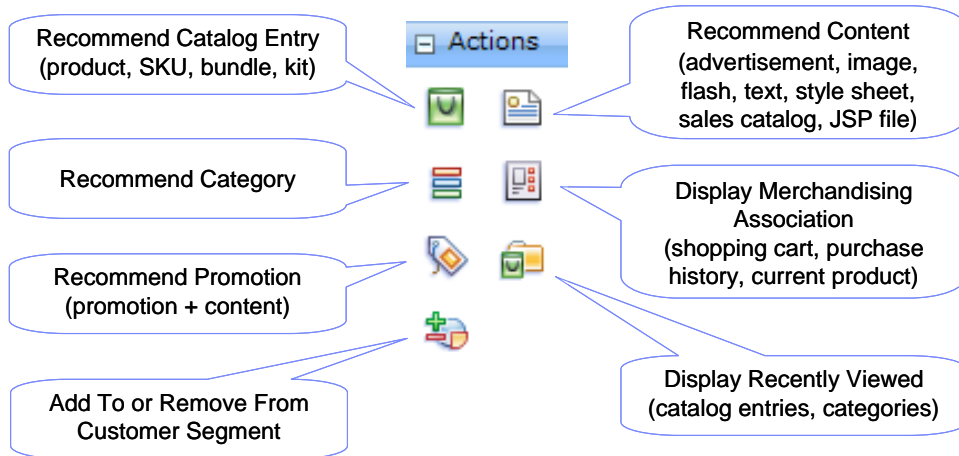 Recommend Catalog Entry
(product, SKU, bundle, kit)
Actions
Recommend Content
(advertisement, image,
flash, text, style sheet,
sales catalog, JSP file)
Recommend Category
Display Merchandising
Association
(shopping cart, purchase
history, current product)
Recommend Promotion
(promotion + content)
Add To or Remove From
Customer Segment
Display Recently Viewed
(catalog entries, categories)